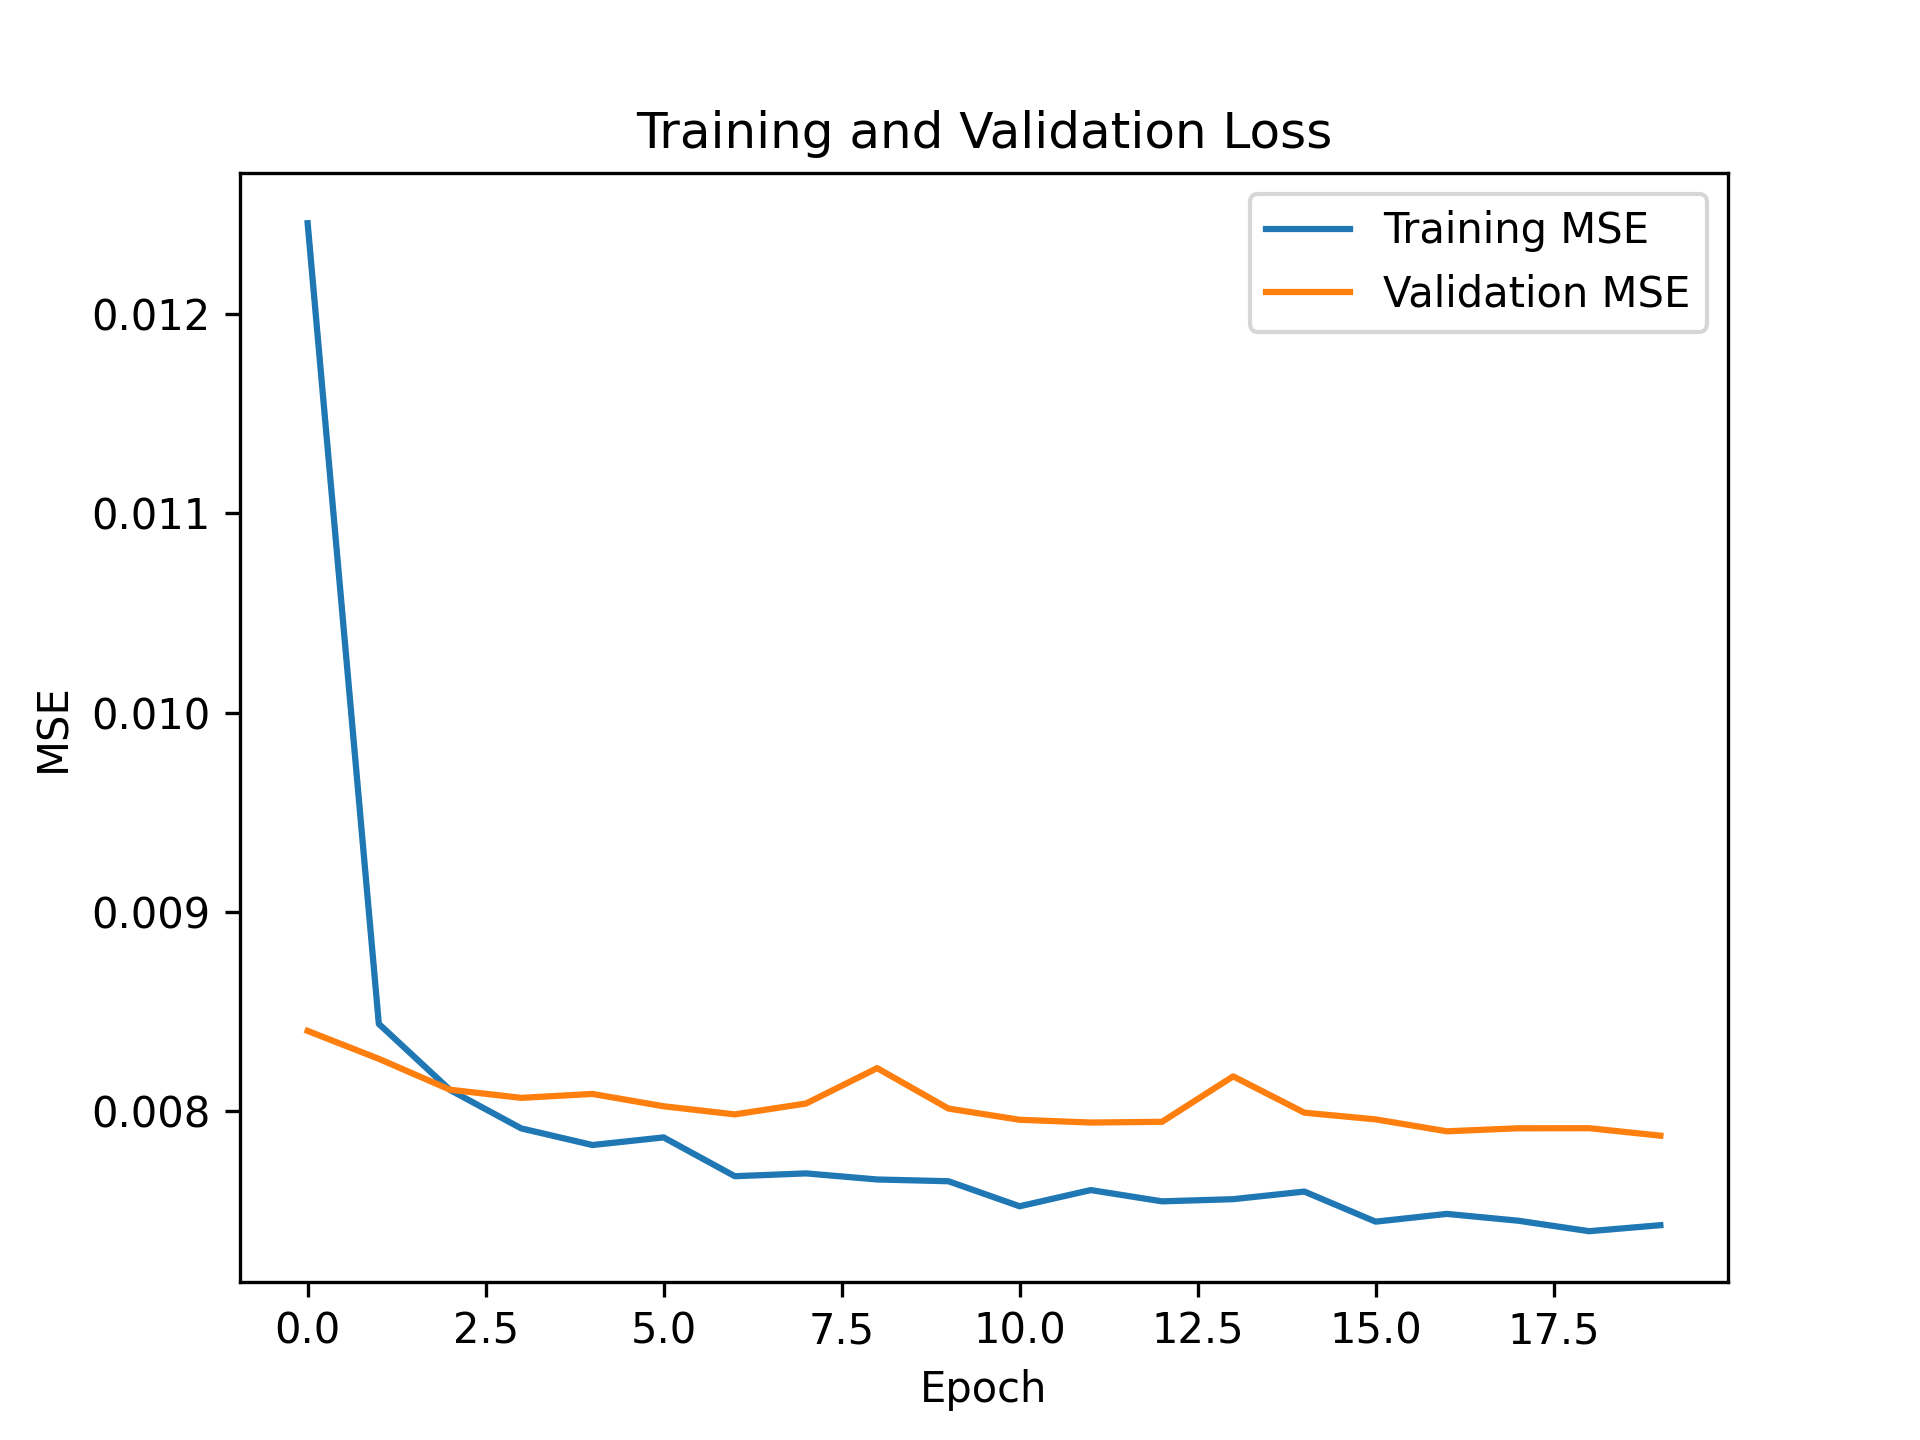 Training and Validation Loss
Training MSE
Validation MSE
MSE
0.012
0.011
0.010
0.009
0.008
0.0 2.5 5.0 7.5 10.0 12.5 15.0 17.5
Epoch